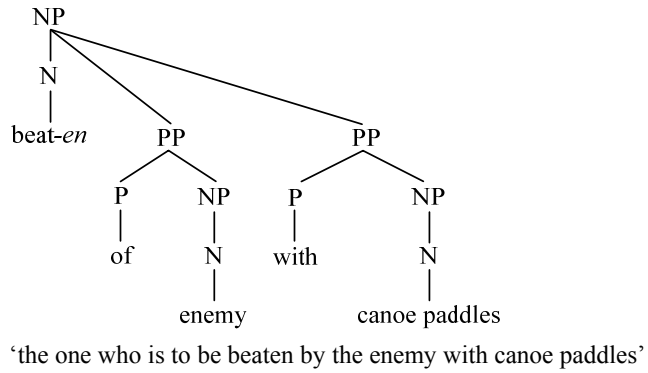 NP
N
beat-en PP PP
P NP P NP
of N with N
enemy canoe paddles
‘the one who is to be beaten by the enemy with canoe paddles’